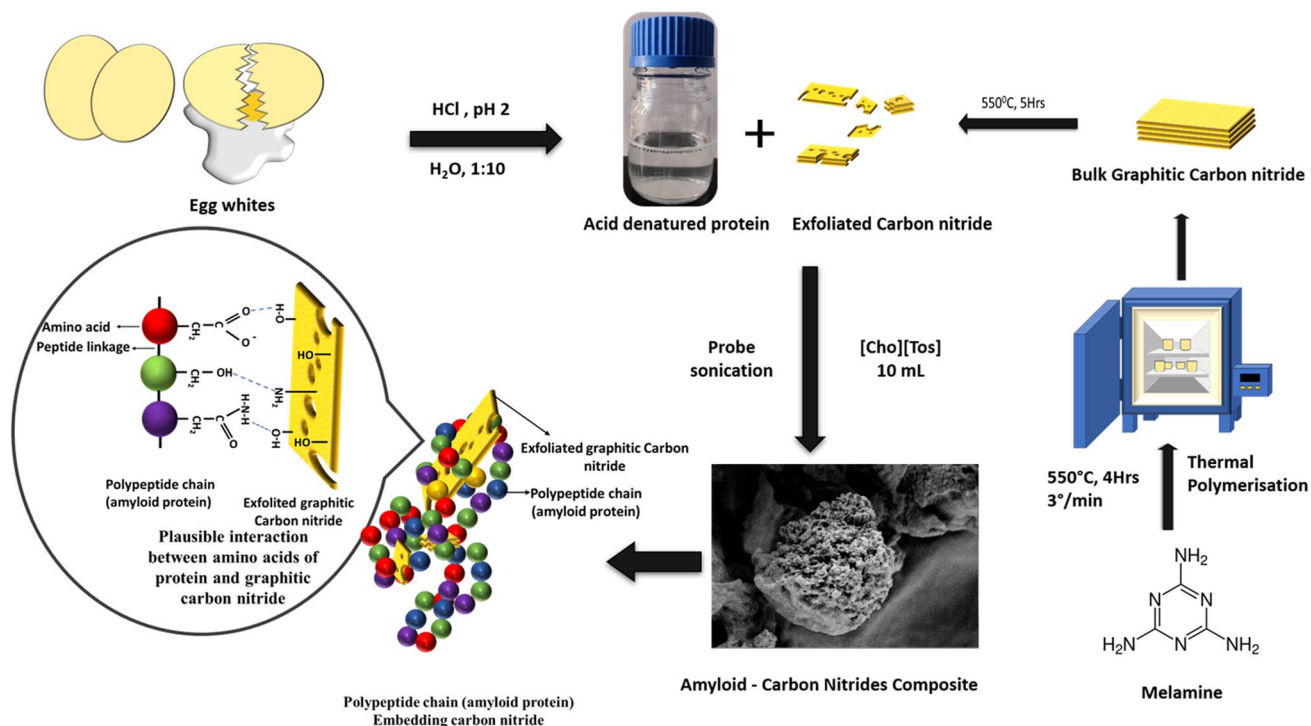 HCl , pH 2
H₂O, 1:10
Egg whites
Acid denatured protein
+
Exfoliated Carbon nitride
550⁰C, 5Hrs
Bulk Graphitic Carbon nitride
550°C, 4Hrs
3°/min
Thermal
Polymerisation
NH₂
N
N
N
H₂N
NH₂
Melamine
Probe
sonication
[Cho][Tos]
10 mL
Amyloid - Carbon Nitrides Composite
Exfoliated graphitic Carbon
nitride
Polypeptide chain
(amyloid protein)
Polypeptide chain (amyloid protein)
Embedding carbon nitride
Amino acid
Peptide linkage
CH₂
C
O
O⁻
H-O
HO
CH₂
OH
NH₂
CH₂
C
O
H-N-H
O-H
HO
Polypeptide chain
(amyloid protein)
Exfolited graphitic
Carbon nitride
Plausible interaction
between amino acids of
protein and graphitic
carbon nitride